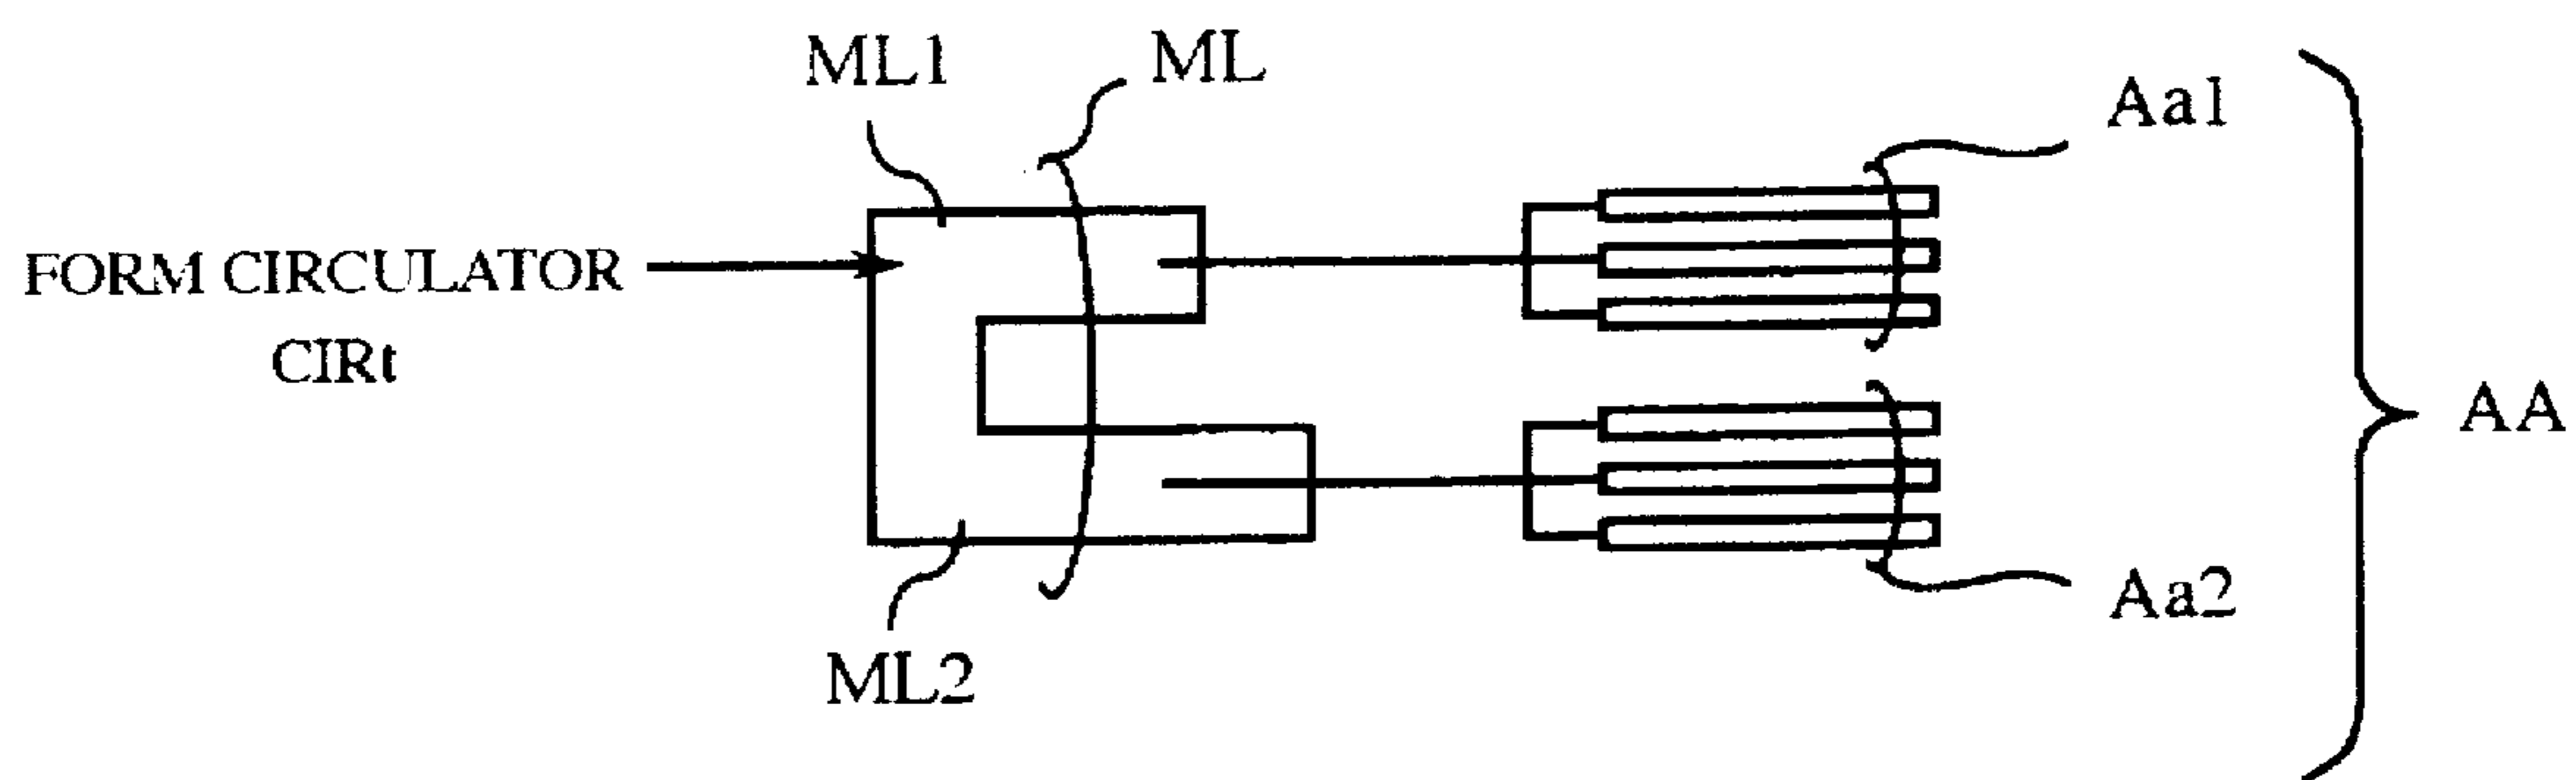 ML1
ML
Aa1
FORM CIRCULATOR
CIRt
AA
Aa2
ML2